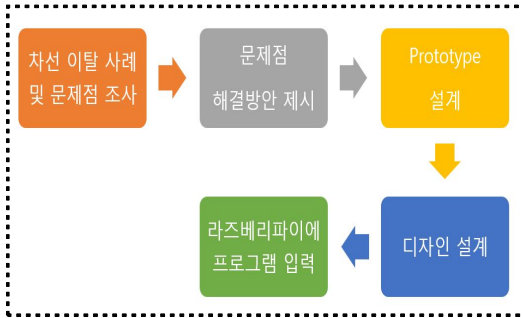 차선 이탈 사례
및 문제점 조사
문제점
해결방안 제시
Prototype
설계
디자인 설계
라즈베리파이에
프로그램 입력